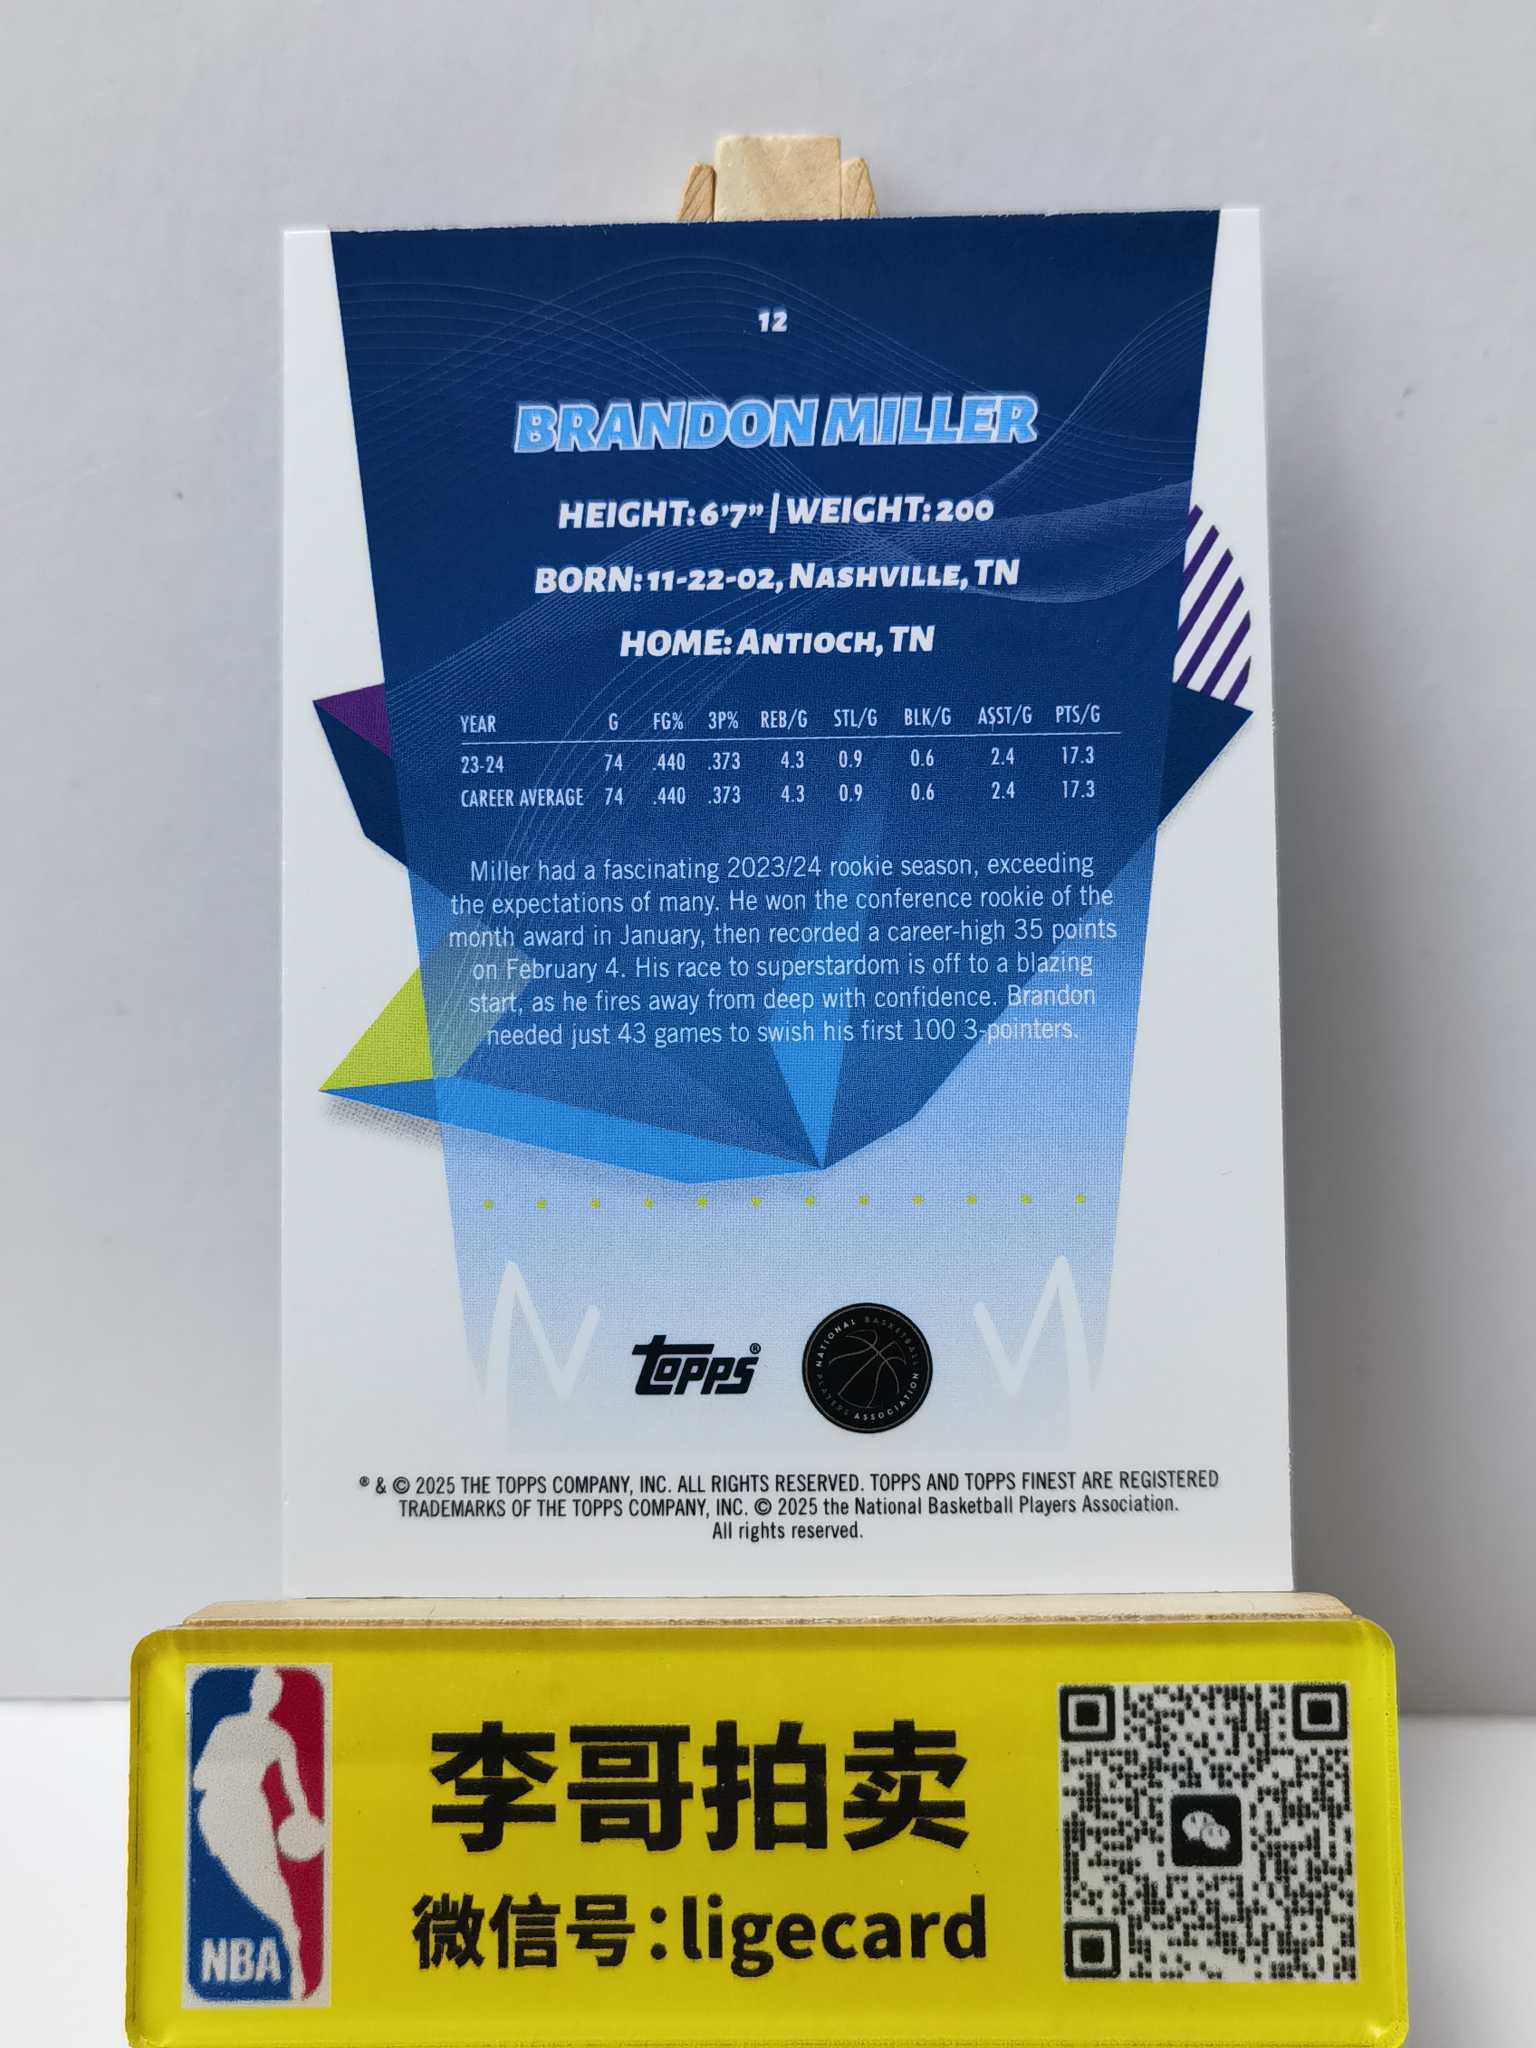 12
BRANDON MILLER
HEIGHT: 6'7" | WEIGHT: 200
BORN: 11-22-02, NASHVILLE, TN
HOME: ANTIOCH, TN
YEAR G FG% 3P% REB/G STL/G BLK/G ASST/G PTS/G
23-24 74 .440 .373 4.3 0.9 0.6 2.4 17.3
CAREER AVERAGE 74 .440 .373 4.3 0.9 0.6 2.4 17.3
Miller had a fascinating 2023/24 rookie season, exceeding
the expectations of many. He won the conference rookie of the
month award in January, then recorded a career-high 35 points
on February 4. His race to superstardom is off to a blazing
start, as he fires away from deep with confidence. Brandon
needed just 43 games to swish his first 100 3-pointers.
topps®
NATIONAL BASKETBALL PLAYERS ASSOCIATION
® & © 2025 THE TOPPS COMPANY, INC. ALL RIGHTS RESERVED. TOPPS AND TOPPS FINEST ARE REGISTERED
TRADEMARKS OF THE TOPPS COMPANY, INC. © 2025 the National Basketball Players Association.
All rights reserved.
NBA
李哥拍卖
微信号:ligecard